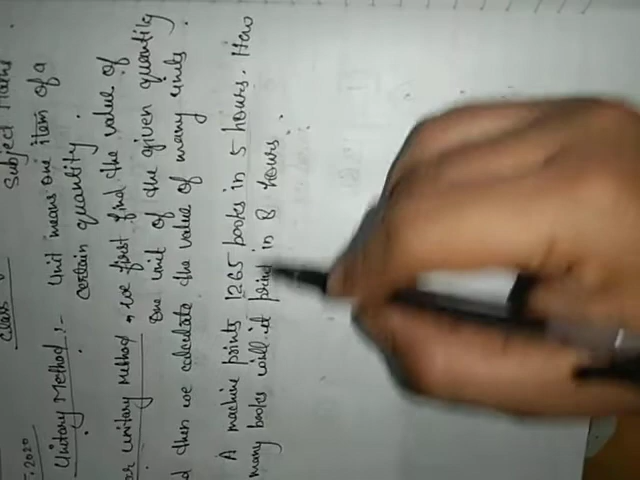 Class V Subject Maths.
.2020
Unitary Method :- Unit means one item of a
certain quantity.
Unitary Method, we first find the value of
one unit of the given quantity
then we calculate the value of many units.
A machine prints 1265 books in 5 hours. How
many books will it print in 8 hours.